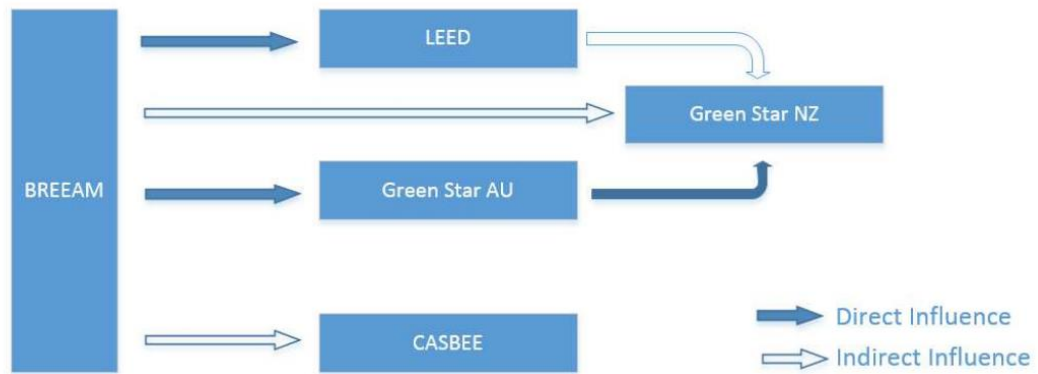 LEED
Green Star NZ
BREEAM
Green Star AU
Direct Influence
CASBEE
Indirect Influence